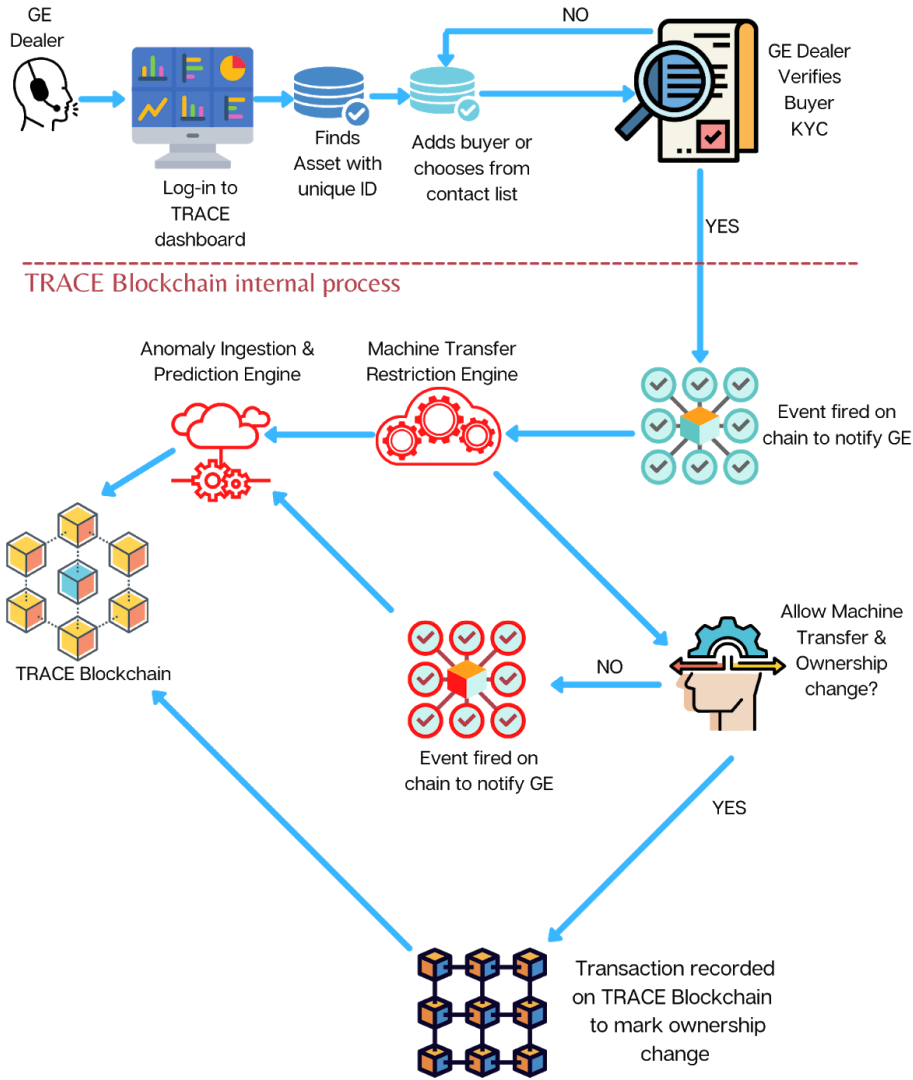 GE
Dealer
NO
GE Dealer
Verifies
Buyer
KYC
Log-in to
TRACE
dashboard
Finds
Asset with
unique ID
Adds buyer or
chooses from
contact list
YES
TRACE Blockchain internal process
Anomaly Ingestion &
Prediction Engine
Machine Transfer
Restriction Engine
Event fired on
chain to notify GE
TRACE Blockchain
Allow Machine
Transfer &
Ownership
change?
NO
Event fired on
chain to notify GE
YES
Transaction recorded
on TRACE Blockchain
to mark ownership
change